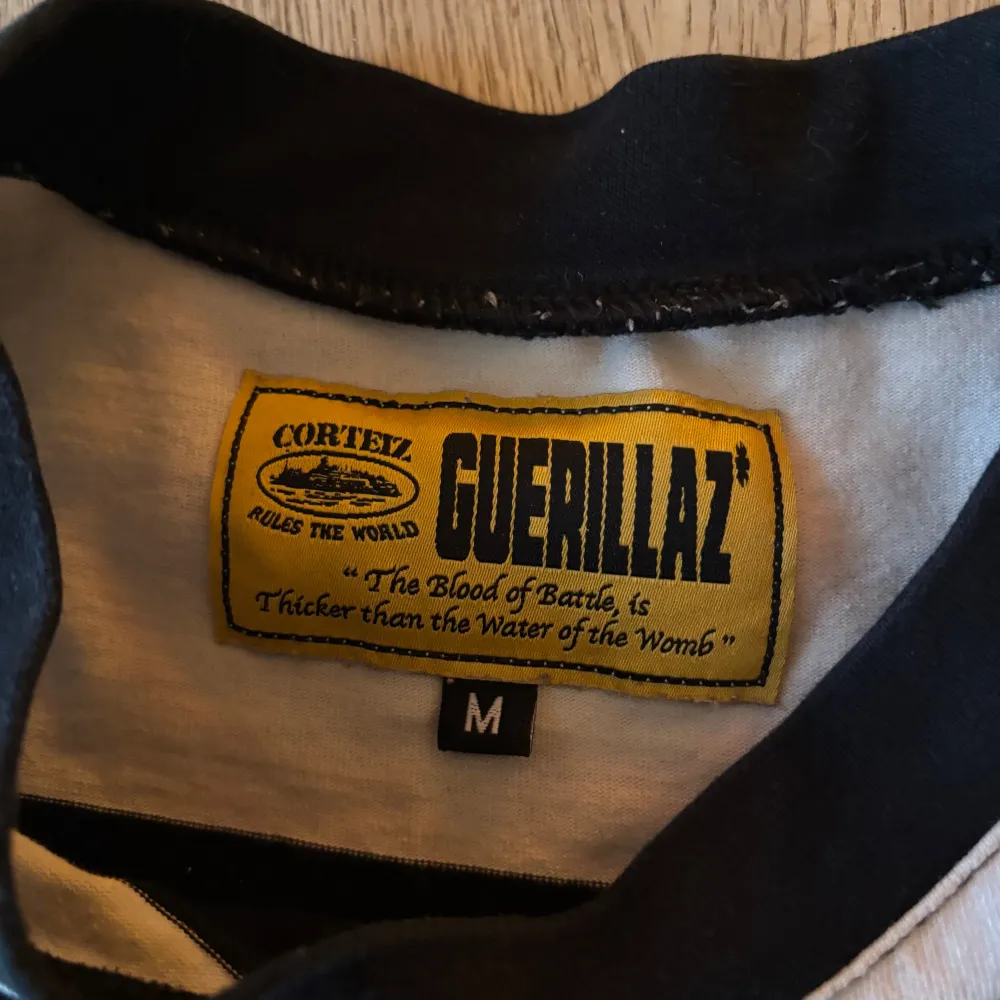 CORTEIZ
RULES THE WORLD
GUERILLAZ*
“ The Blood of Battle, is
Thicker than the Water of the Womb ”
M